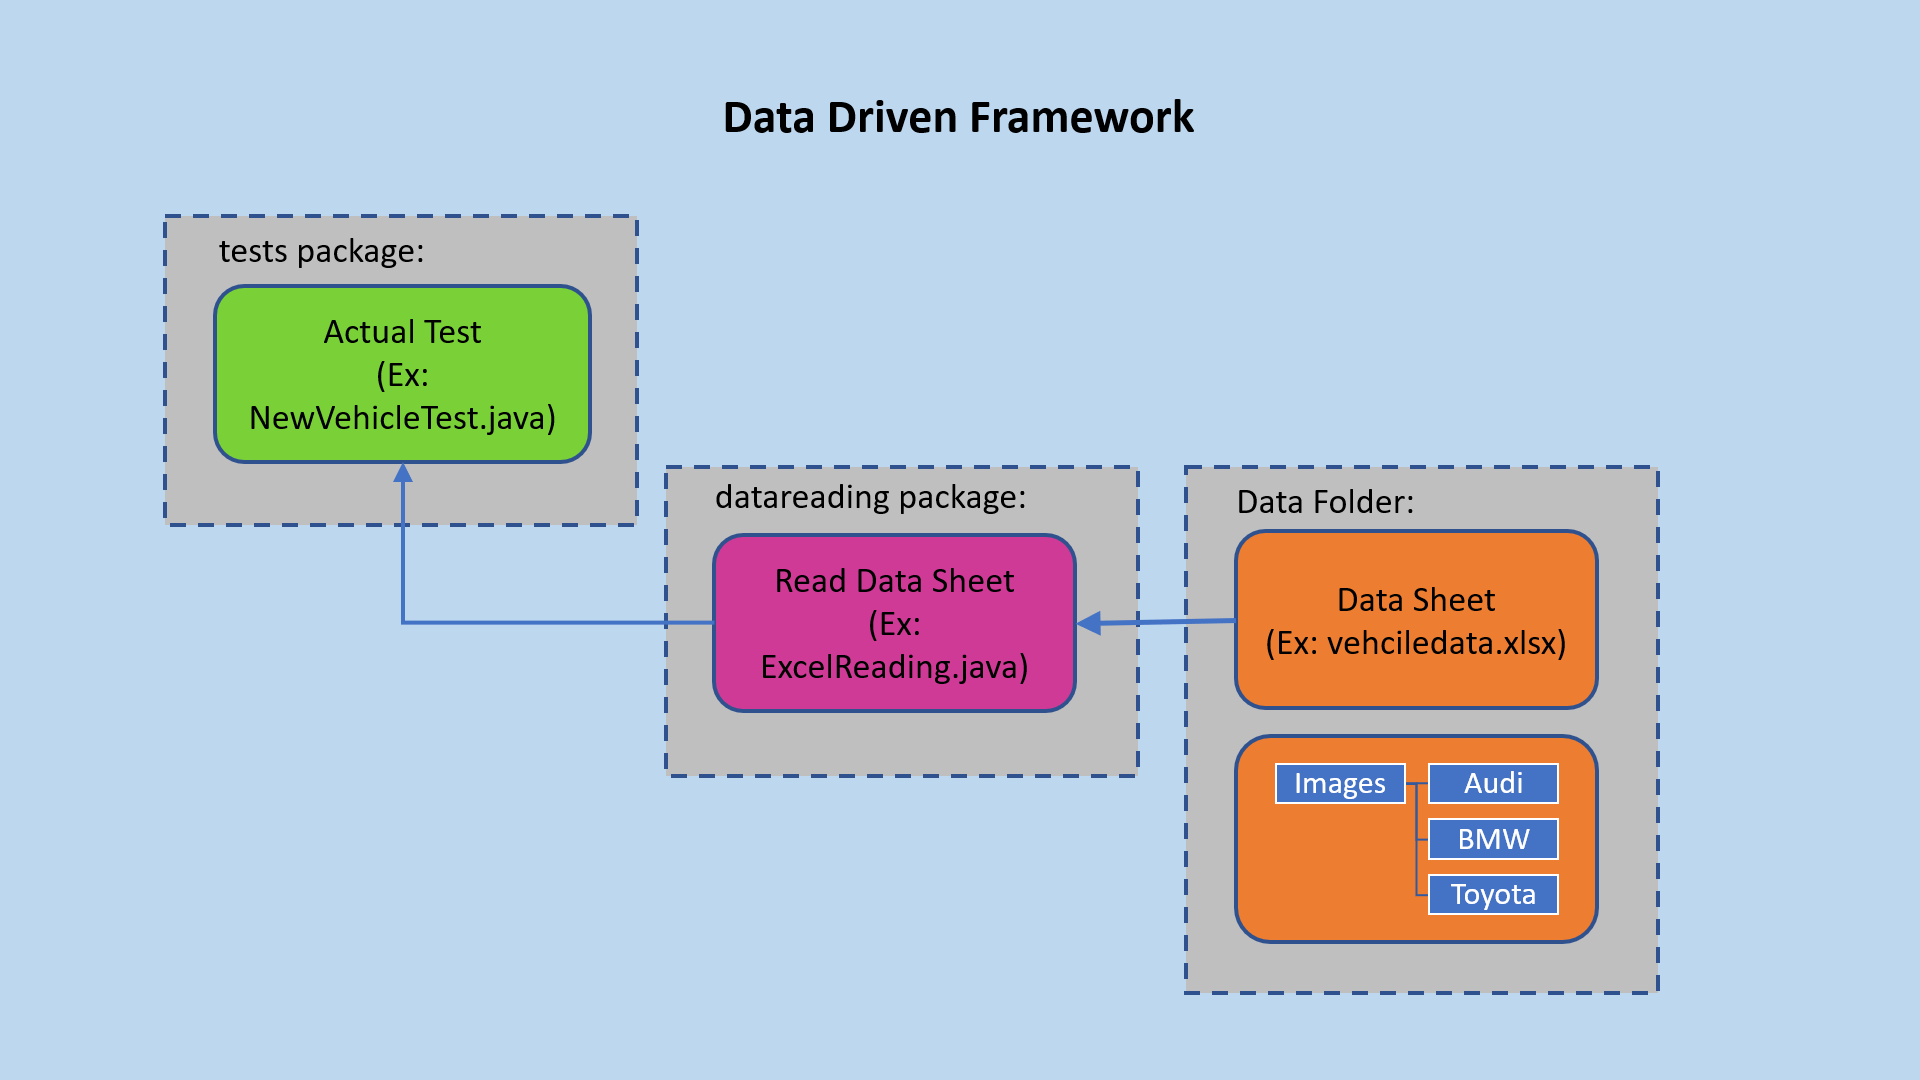 Data Driven Framework
tests package:
Actual Test
(Ex:
NewVehicleTest.java)
datareading package:
Read Data Sheet
(Ex:
ExcelReading.java)
Data Folder:
Data Sheet
(Ex: vehciledata.xlsx)
Images
Audi
BMW
Toyota